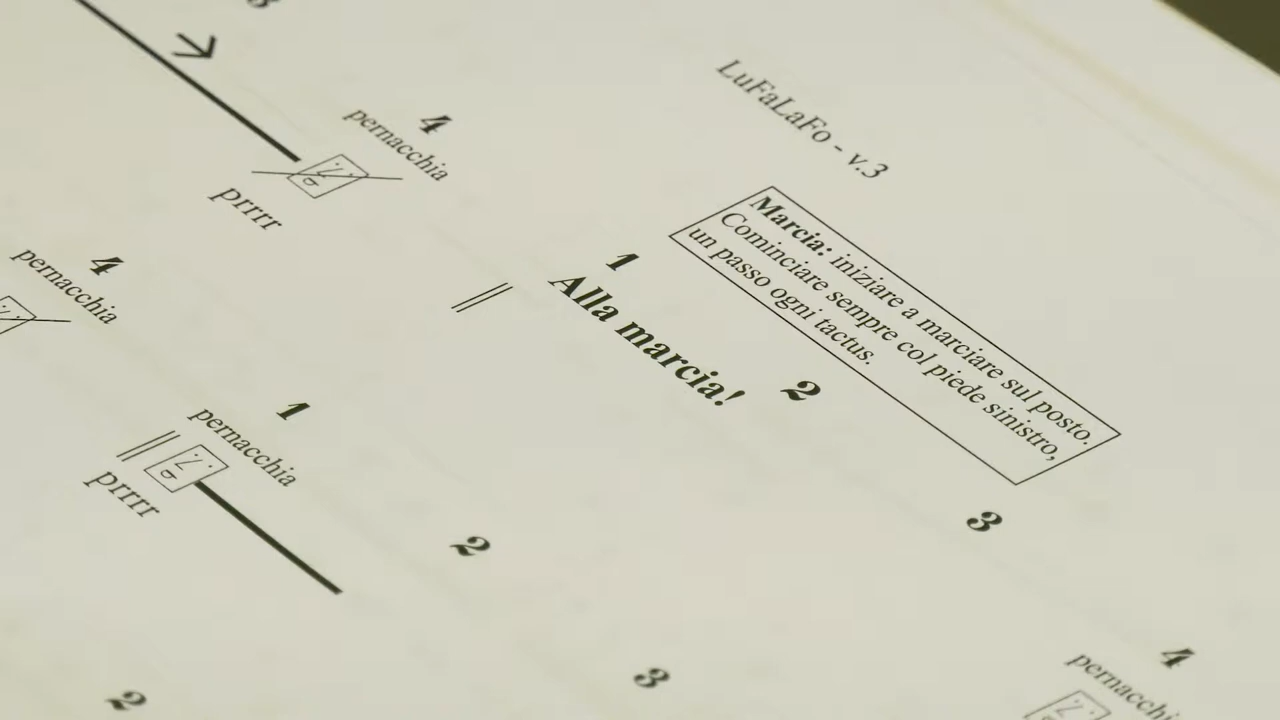 LuFaLaFo - v.3
Marcia: iniziare a marciare sul posto.
Cominciare sempre col piede sinistro,
un passo ogni tactus.
4
pernacchia
prrrr
1
Alla marcia!
2
3
4
pernacchia
4
pernacchia
1
pernacchia
prrrr
2
3
2